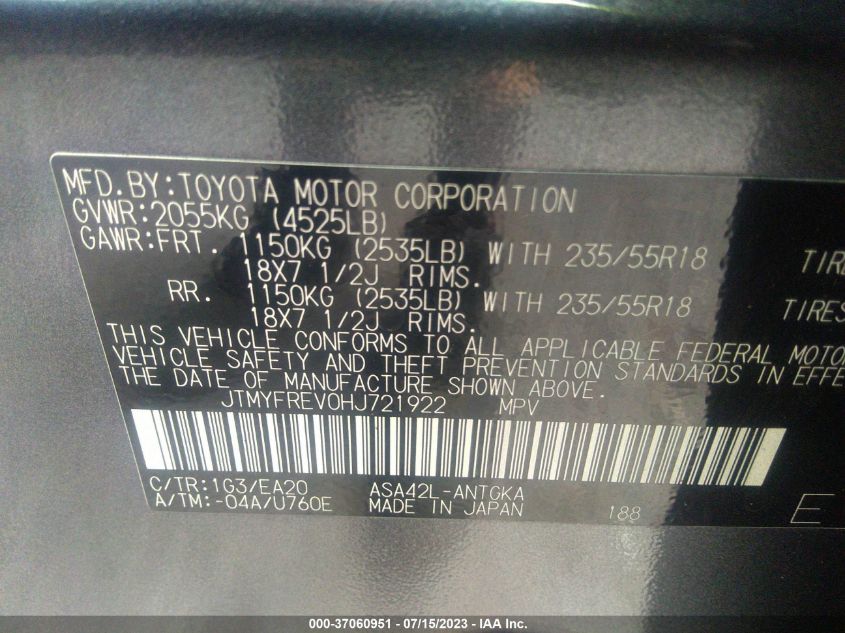 MFD.BY:TOYOTA MOTOR CORPORATION
GVWR:2055KG (4525LB)
GAWR:FRT. 1150KG (2535LB) WITH 235/55R18 TIRE
18X7 1/2J RIMS.
RR. 1150KG (2535LB) WITH 235/55R18 TIRES
18X7 1/2J RIMS.
THIS VEHICLE CONFORMS TO ALL APPLICABLE FEDERAL MOTO
VEHICLE SAFETY AND THEFT PREVENTION STANDARDS IN EFFE
THE DATE OF MANUFACTURE SHOWN ABOVE.
JTMYFREV0HJ721922 MPV
C/TR:1G3/EA20 ASA42L-ANTGKA
A/TM:-04A/U760E MADE IN JAPAN 188 E
000-37060951 - 07/15/2023 - IAA Inc.